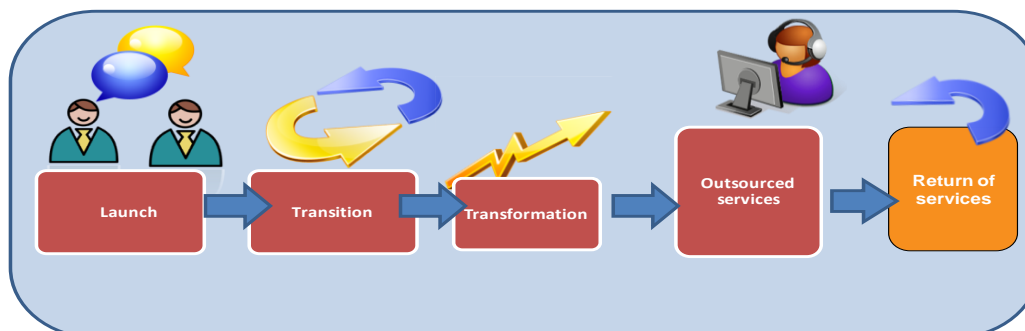 Launch
Transition
Transformation
Outsourced
services
Return of
services